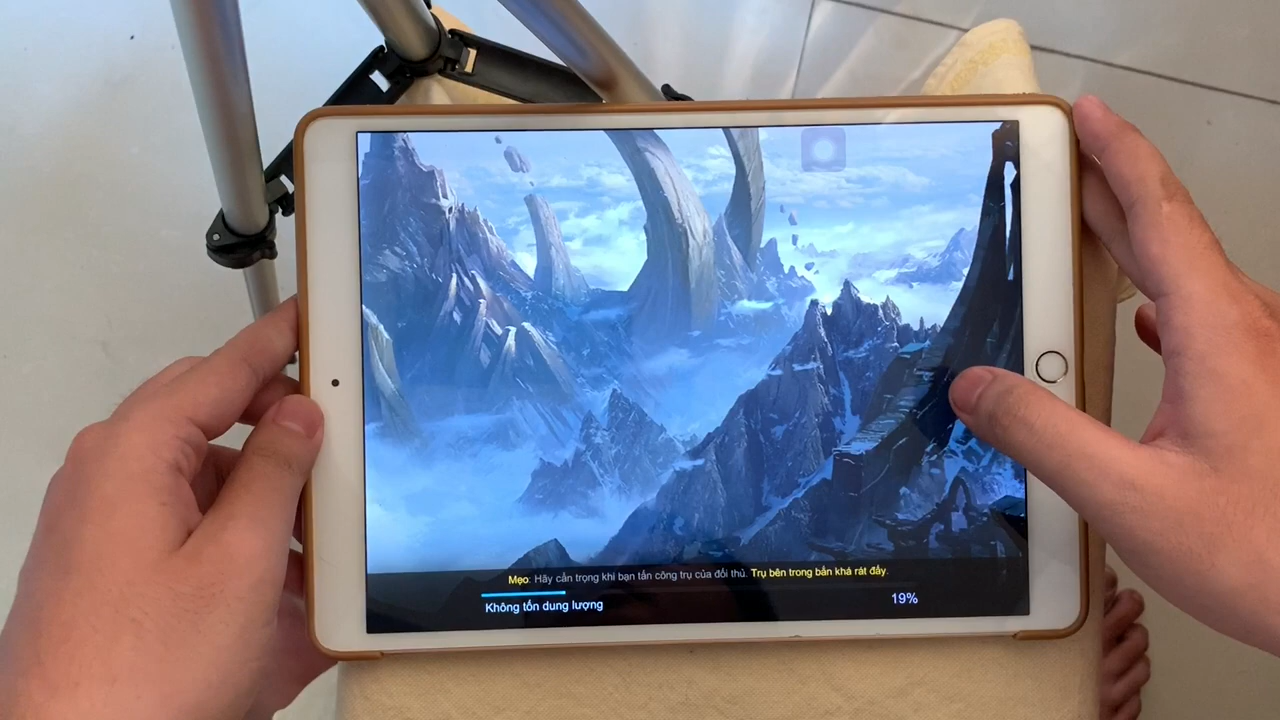 Mẹo: Hãy cẩn trọng khi bạn tấn công trụ của đối thủ. Trụ bên trong bắn khá rát đấy.
Không tốn dung lượng
19%